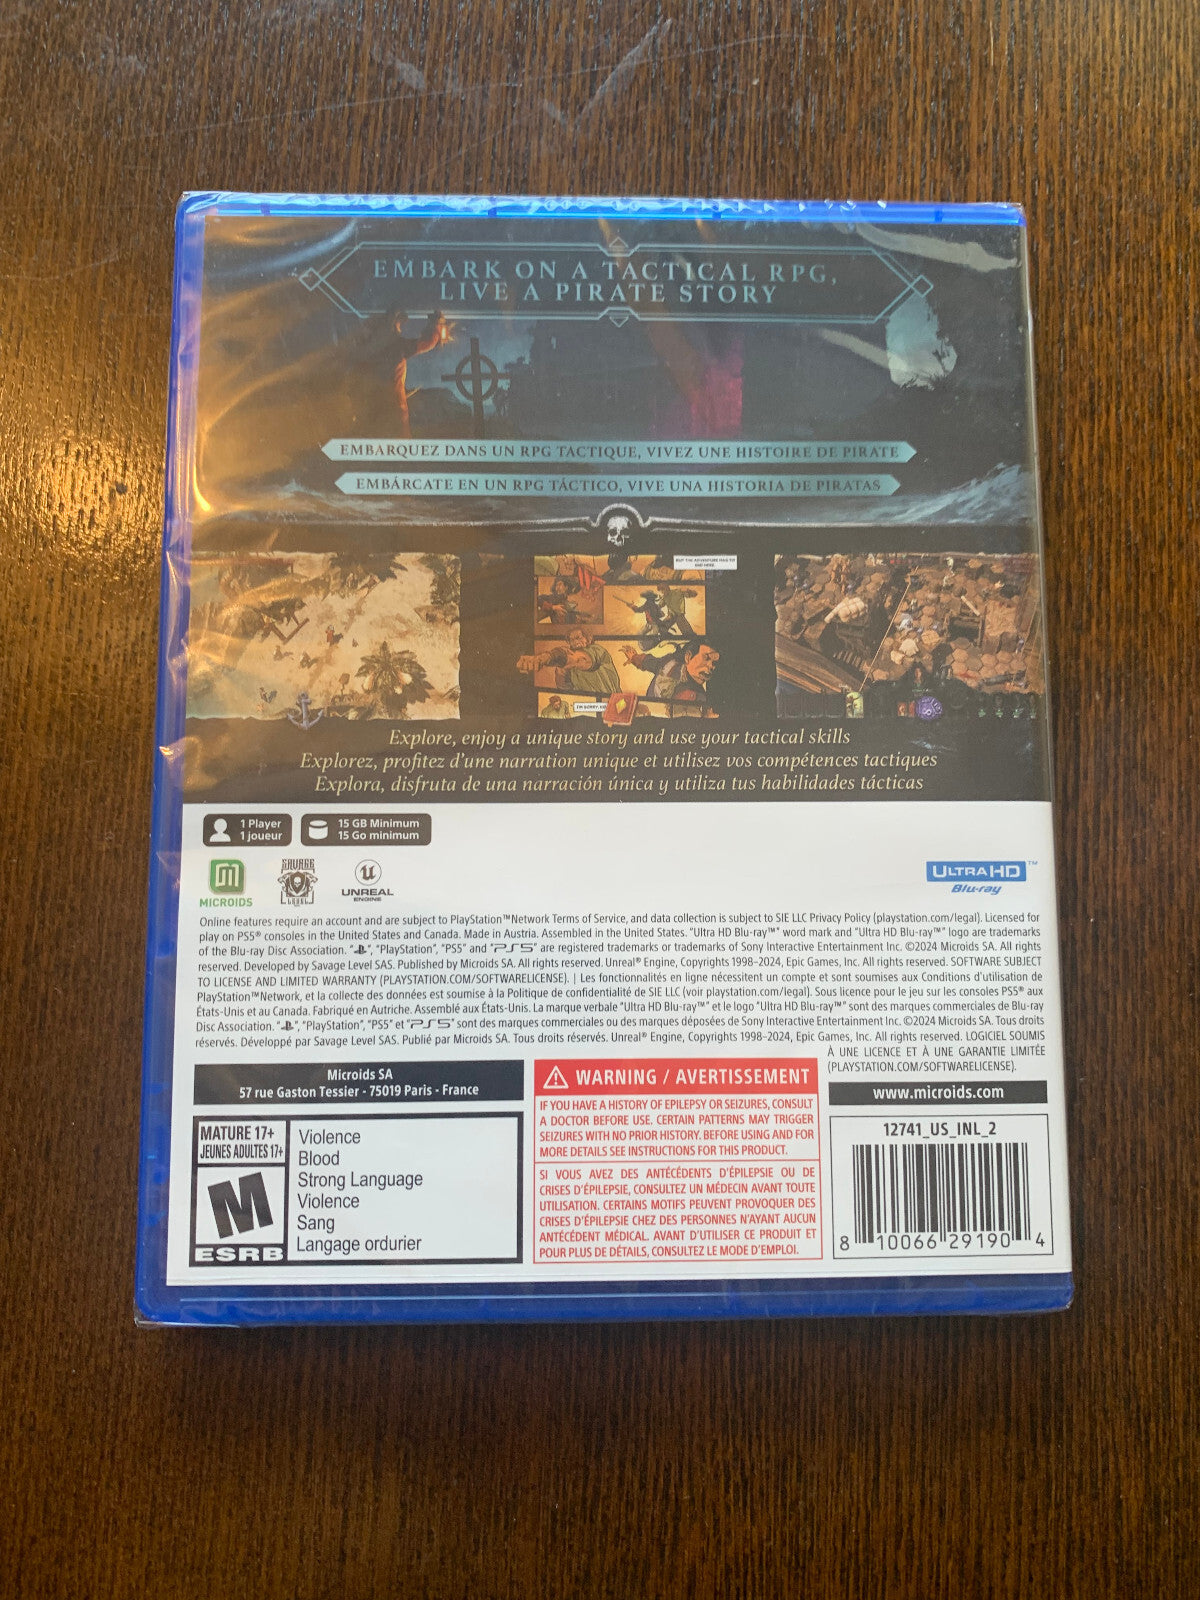 EMBARK ON A TACTICAL RPG,
LIVE A PIRATE STORY
EMBARQUEZ DANS UN RPG TACTIQUE, VIVEZ UNE HISTOIRE DE PIRATE
EMBÁRCATE EN UN RPG TÁCTICO, VIVE UNA HISTORIA DE PIRATAS
BUT THE ADVENTURE HAS TO
END HERE.
I'M SORRY, KID
Explore, enjoy a unique story and use your tactical skills
Explorez, profitez d'une narration unique et utilisez vos compétences tactiques
Explora, disfruta de una narración única y utiliza tus habilidades tácticas
1 Player
1 joueur
15 GB Minimum
15 Go minimum
MICROIDS
SAVAGE
LEVEL
UNREAL
ENGINE
ULTRA HD™
Blu-ray
Online features require an account and are subject to PlayStation™Network Terms of Service, and data collection is subject to SIE LLC Privacy Policy (playstation.com/legal). Licensed for
play on PS5® consoles in the United States and Canada. Made in Austria. Assembled in the United States. "Ultra HD Blu-ray™" word mark and "Ultra HD Blu-ray™" logo are trademarks
of the Blu-ray Disc Association. " ", "PlayStation", "PS5" and "PS5" are registered trademarks or trademarks of Sony Interactive Entertainment Inc. ©2024 Microids SA. All rights
reserved. Developed by Savage Level SAS. Published by Microids SA. All rights reserved. Unreal® Engine, Copyrights 1998-2024, Epic Games, Inc. All rights reserved. SOFTWARE SUBJECT
TO LICENSE AND LIMITED WARRANTY (PLAYSTATION.COM/SOFTWARELICENSE). | Les fonctionnalités en ligne nécessitent un compte et sont soumises aux Conditions d'utilisation de
PlayStation™Network, et la collecte des données est soumise à la Politique de confidentialité de SIE LLC (voir playstation.com/legal). Sous licence pour le jeu sur les consoles PS5® aux
États-Unis et au Canada. Fabriqué en Autriche. Assemblé aux États-Unis. La marque verbale "Ultra HD Blu-ray™" et le logo "Ultra HD Blu-ray™" sont des marques commerciales de Blu-ray
Disc Association. " ", "PlayStation", "PS5" et "PS5" sont des marques commerciales ou des marques déposées de Sony Interactive Entertainment Inc. ©2024 Microids SA. Tous droits
réservés. Développé par Savage Level SAS. Publié par Microids SA. Tous droits réservés. Unreal® Engine, Copyrights 1998-2024, Epic Games, Inc. All rights reserved. LOGICIEL SOUMIS
À UNE LICENCE ET À UNE GARANTIE LIMITÉE
(PLAYSTATION.COM/SOFTWARELICENSE).
Microids SA
57 rue Gaston Tessier - 75019 Paris - France
WARNING / AVERTISSEMENT
IF YOU HAVE A HISTORY OF EPILEPSY OR SEIZURES, CONSULT
A DOCTOR BEFORE USE. CERTAIN PATTERNS MAY TRIGGER
SEIZURES WITH NO PRIOR HISTORY. BEFORE USING AND FOR
MORE DETAILS SEE INSTRUCTIONS FOR THIS PRODUCT.
SI VOUS AVEZ DES ANTÉCÉDENTS D'ÉPILEPSIE OU DE
CRISES D'ÉPILEPSIE, CONSULTEZ UN MÉDECIN AVANT TOUTE
UTILISATION. CERTAINS MOTIFS PEUVENT PROVOQUER DES
CRISES D'ÉPILEPSIE CHEZ DES PERSONNES N'AYANT AUCUN
ANTÉCÉDENT MÉDICAL. AVANT D'UTILISER CE PRODUIT ET
POUR PLUS DE DÉTAILS, CONSULTEZ LE MODE D'EMPLOI.
www.microids.com
12741_US_INL_2
8 10066 29190 4
MATURE 17+
JEUNES ADULTES 17+
M
ESRB
Violence
Blood
Strong Language
Violence
Sang
Langage ordurier